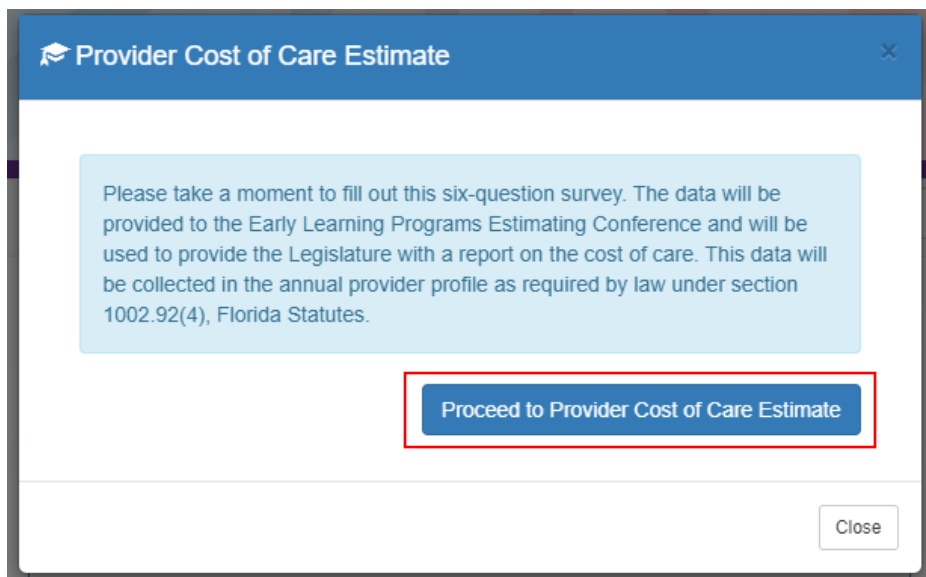 Provider Cost of Care Estimate
×
Please take a moment to fill out this six-question survey. The data will be
provided to the Early Learning Programs Estimating Conference and will be
used to provide the Legislature with a report on the cost of care. This data will
be collected in the annual provider profile as required by law under section
1002.92(4), Florida Statutes.
Proceed to Provider Cost of Care Estimate
Close